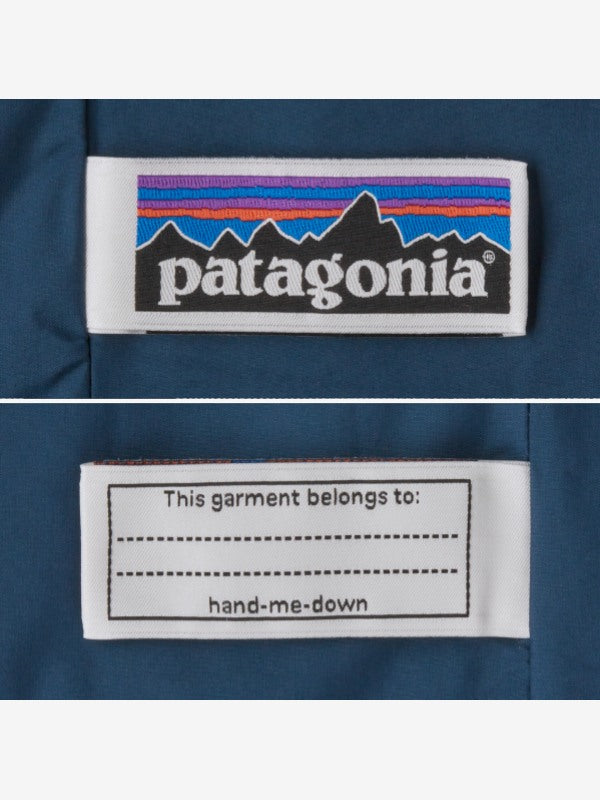 patagonia®
This garment belongs to:
hand-me-down